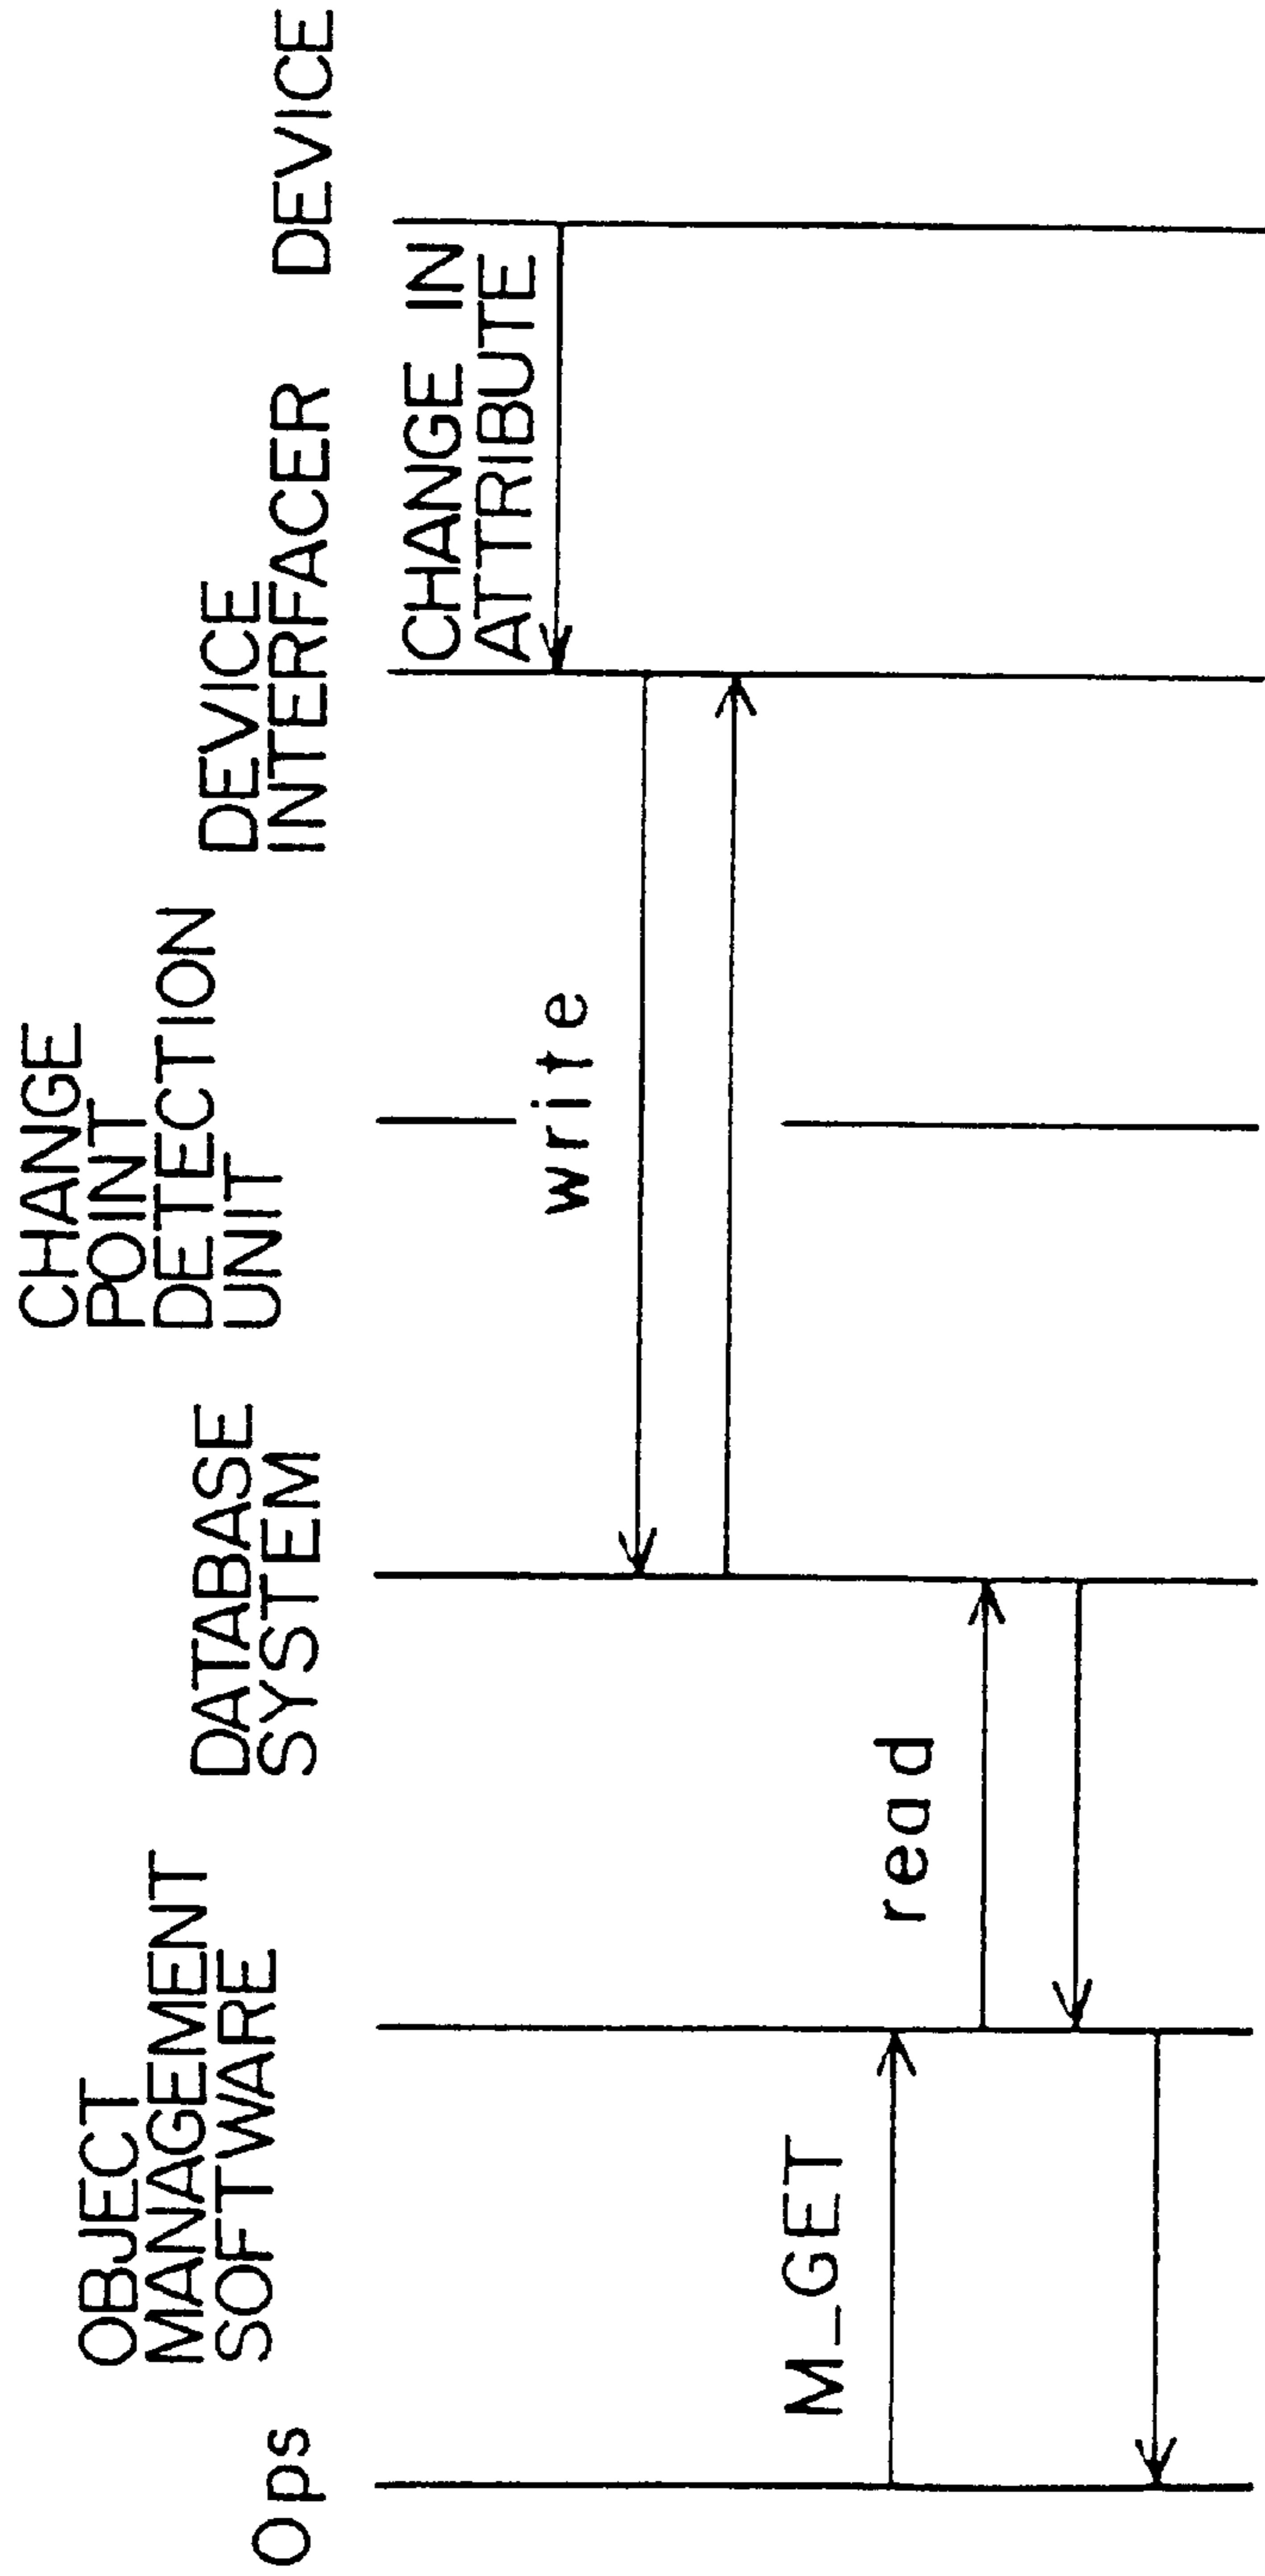 Ops
OBJECT
MANAGEMENT
SOFTWARE
DATABASE
SYSTEM
CHANGE
POINT
DETECTION
UNIT
DEVICE
INTERFACER
DEVICE
CHANGE IN
ATTRIBUTE
write
M_GET
read